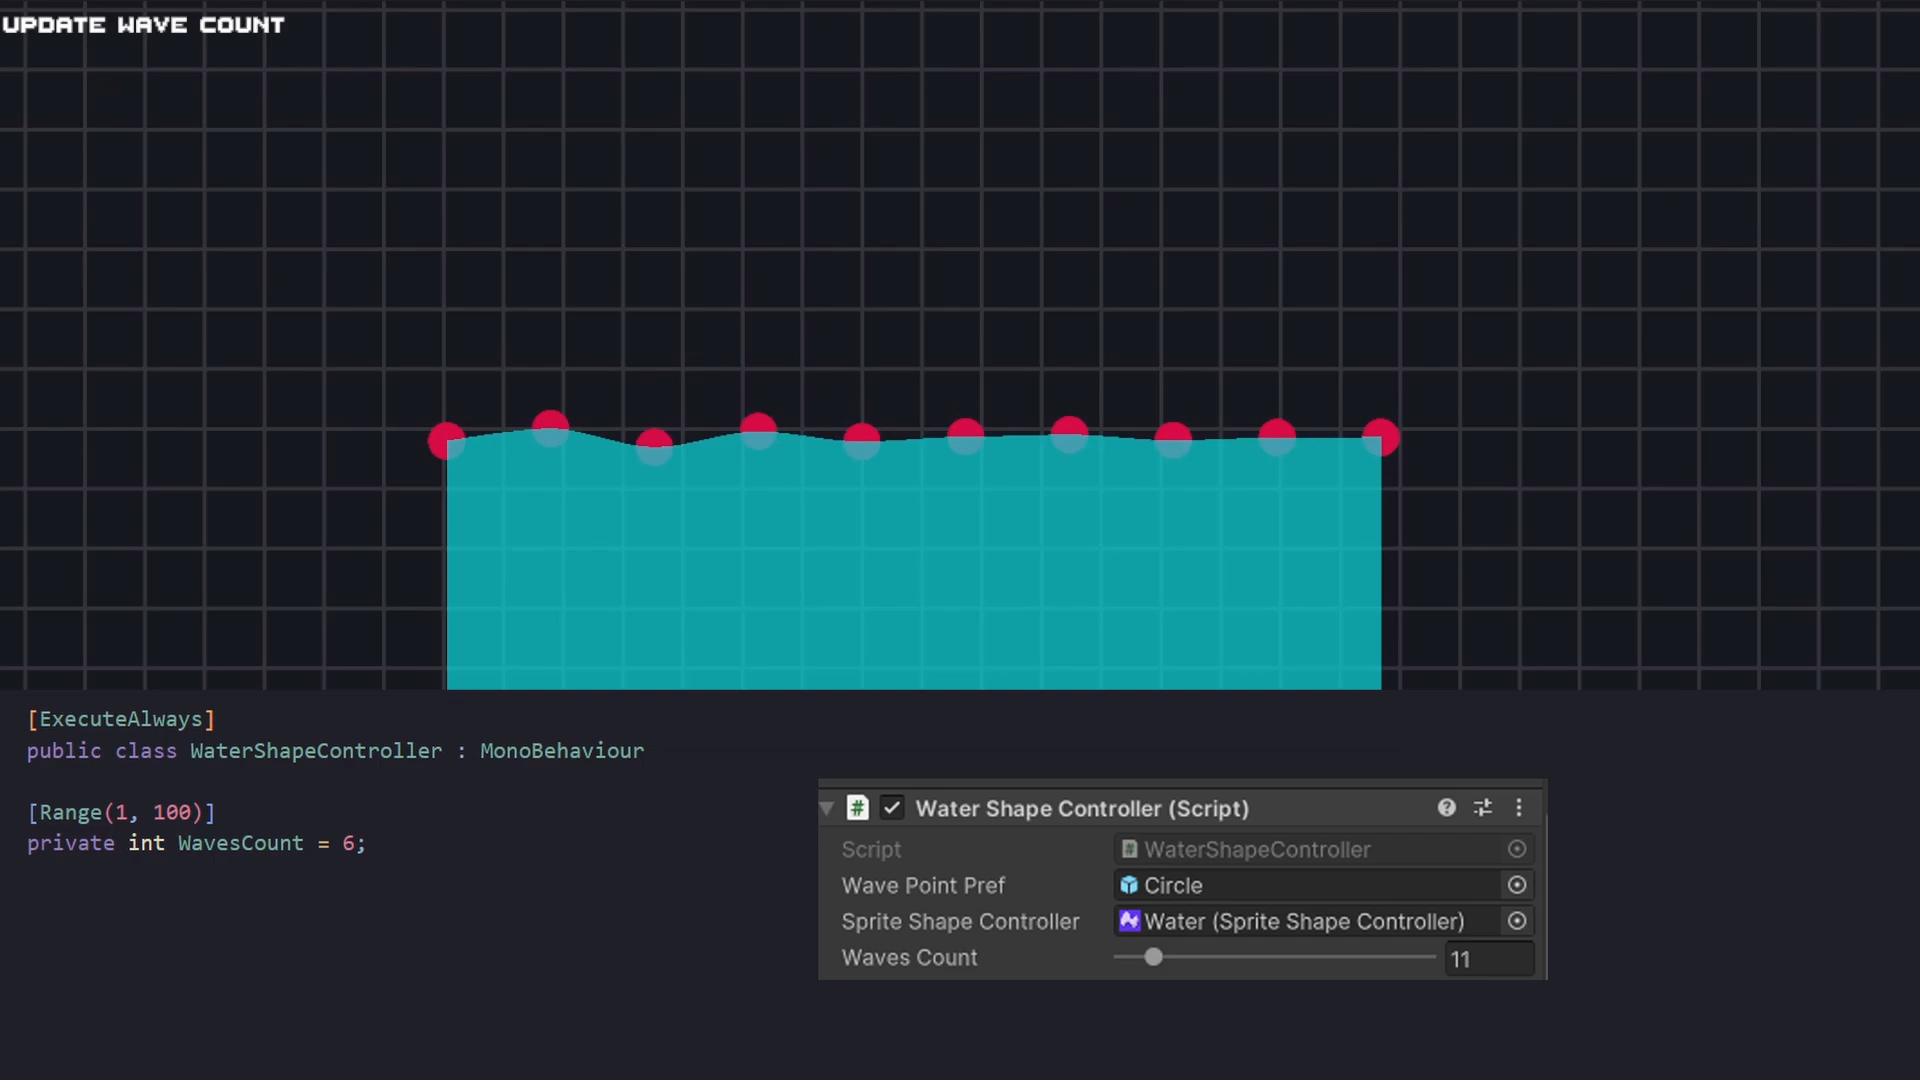 UPDATE WAVE COUNT
[ExecuteAlways]
public class WaterShapeController : MonoBehaviour
[Range(1, 100)]
private int WavesCount = 6;
# Water Shape Controller (Script)
Script # WaterShapeController
Wave Point Pref Circle
Sprite Shape Controller Water (Sprite Shape Controller)
Waves Count 11